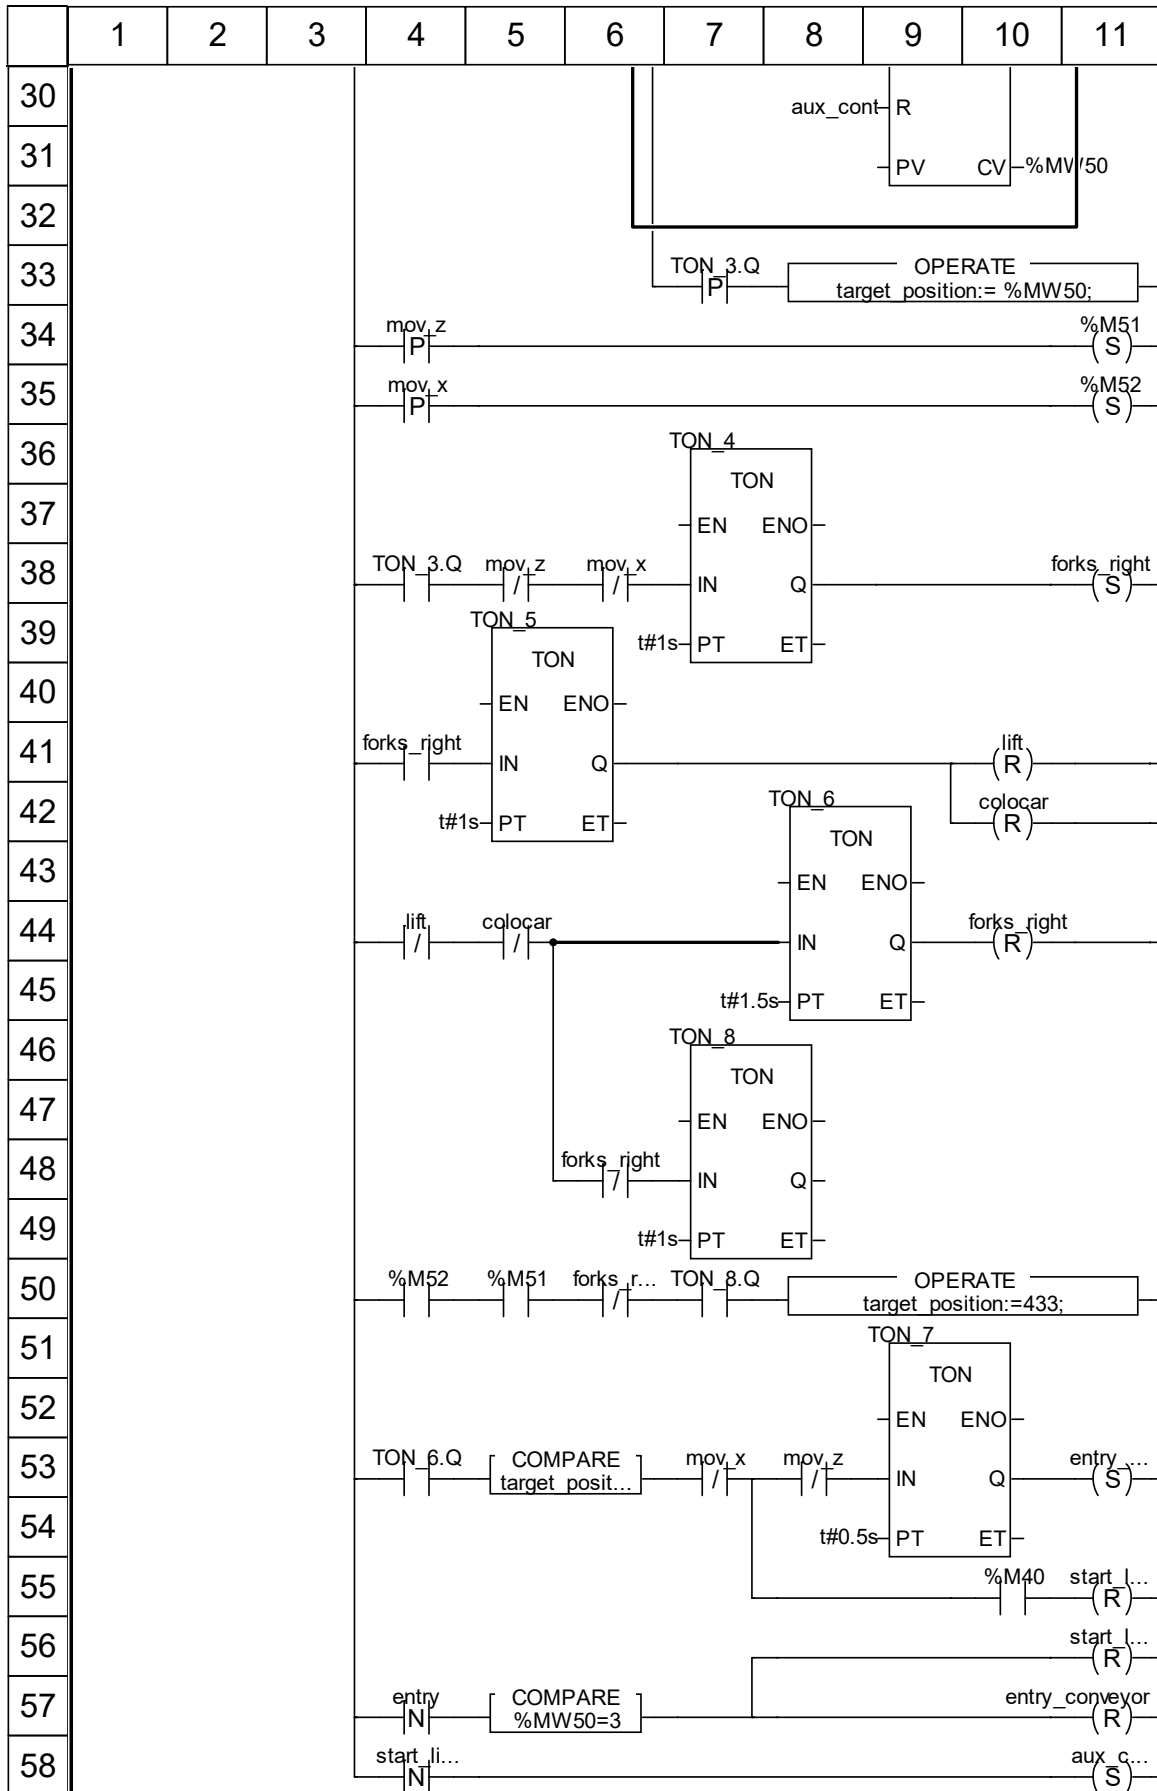 1 2 3 4 5 6 7 8 9 10 11
30
aux_cont R
31
PV CV %MW50
32
33
TON_3.Q OPERATE
P target_position:= %MW50;
34
mov_z %M51
P S
35
mov_x %M52
P S
36
TON_4
TON
37
EN ENO
38
TON_3.Q mov_z mov_x forks_right
/ / IN Q S
39
TON_5
t#1s PT ET
TON
40
EN ENO
41
forks_right lift
IN Q R
42
TON_6 colocar
t#1s PT ET R
TON
43
EN ENO
44
lift colocar forks_right
/ / IN Q R
45
t#1.5s PT ET
46
TON_8
TON
47
EN ENO
48
forks_right
/ IN Q
49
t#1s PT ET
50
%M52 %M51 forks_r... TON_8.Q OPERATE
/ target_position:=433;
51
TON_7
TON
52
EN ENO
53
TON_6.Q COMPARE mov_x mov_z entry_...
target_posit... / / IN Q S
54
t#0.5s PT ET
55
%M40 start_l...
R
56
start_l...
R
57
entry COMPARE entry_conveyor
N %MW50=3 R
58
start_li... aux_c...
N S